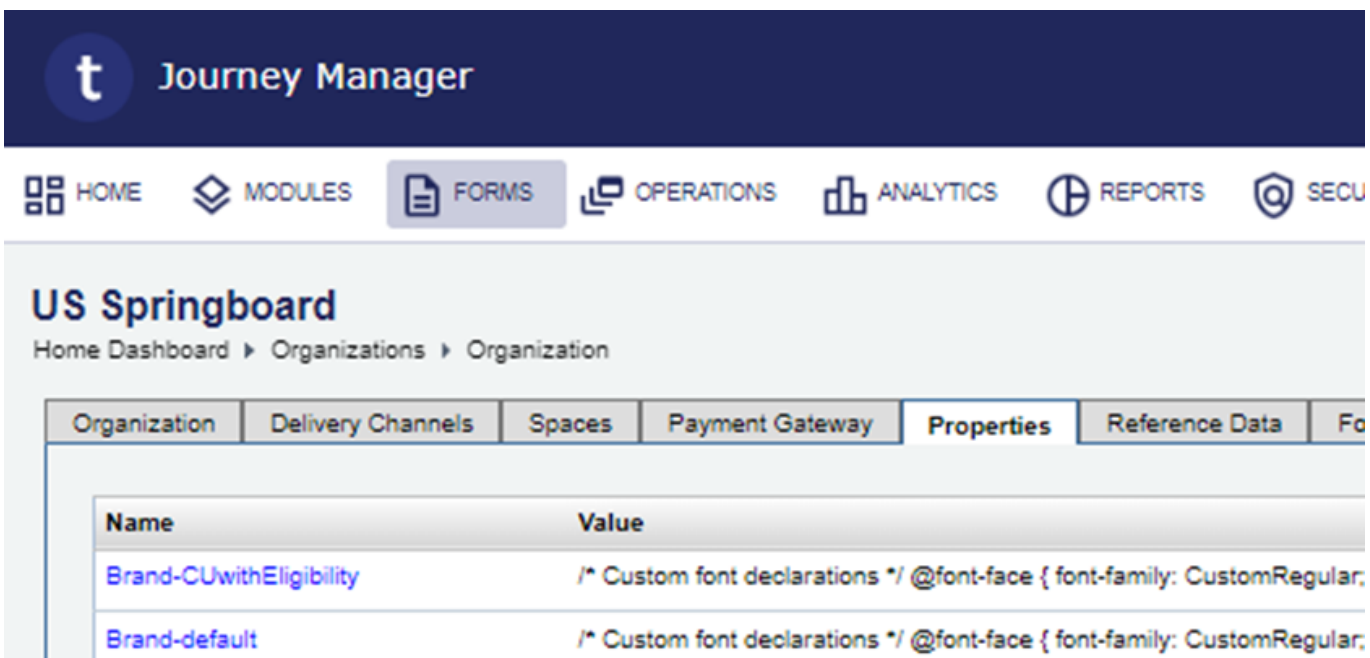 t Journey Manager
HOME MODULES FORMS OPERATIONS ANALYTICS REPORTS
US Springboard
Home Dashboard Organizations Organization
Organization Delivery Channels Spaces Payment Gateway Properties Reference Data
Name Value
Brand-CUwithEligibility /* Custom font declarations */ @font-face { font-family: CustomRegular;
Brand-default /* Custom font declarations */ @font-face { font-family: CustomRegular;